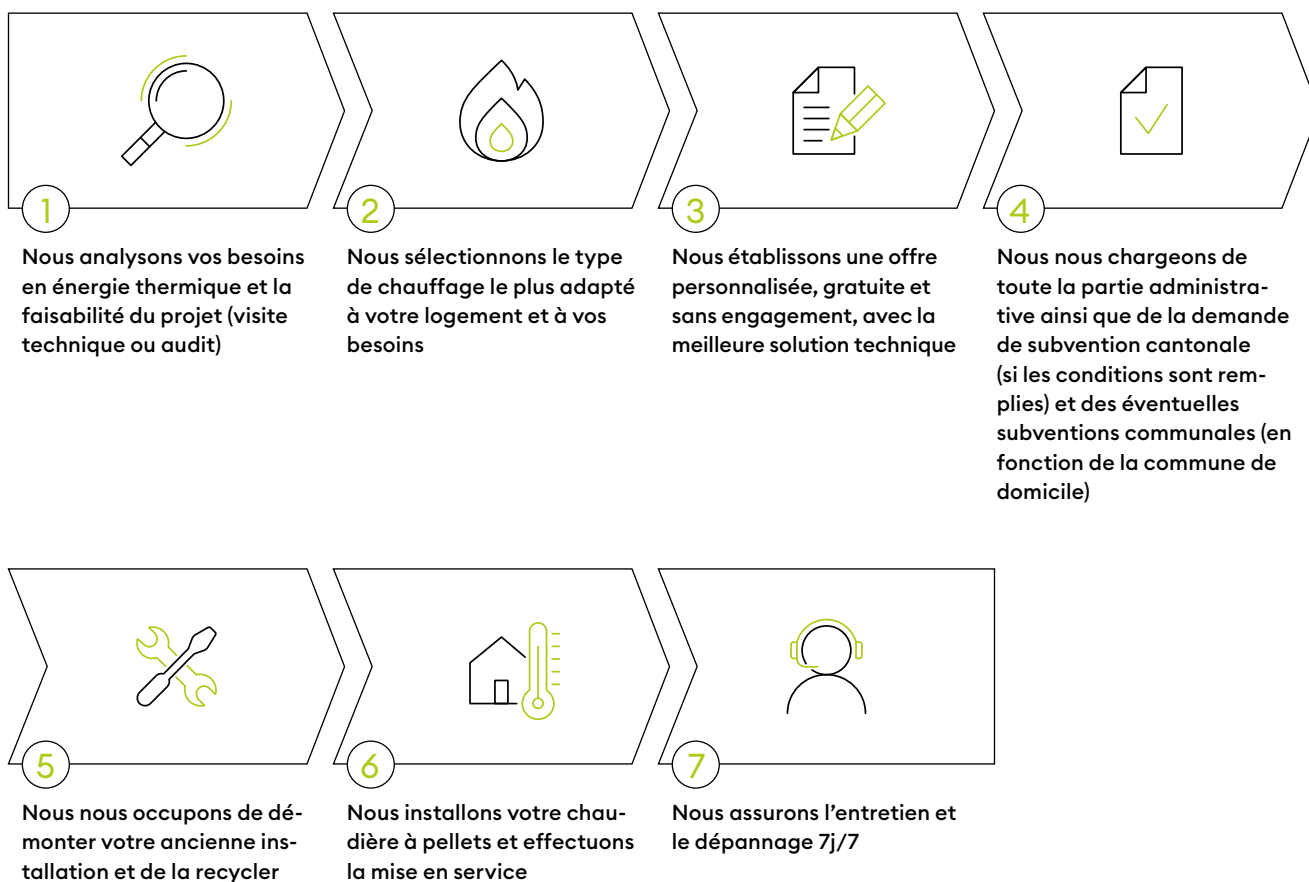 1
Nous analysons vos besoins
en énergie thermique et la
faisabilité du projet (visite
technique ou audit)
2
Nous sélectionnons le type
de chauffage le plus adapté
à votre logement et à vos
besoins
3
Nous établissons une offre
personnalisée, gratuite et
sans engagement, avec la
meilleure solution technique
4
Nous nous chargeons de
toute la partie administra-
tive ainsi que de la demande
de subvention cantonale
(si les conditions sont rem-
plies) et des éventuelles
subventions communales (en
fonction de la commune de
domicile)
5
Nous nous occupons de dé-
monter votre ancienne ins-
tallation et de la recycler
6
Nous installons votre chau-
dière à pellets et effectuons
la mise en service
7
Nous assurons l'entretien et
le dépannage 7j/7